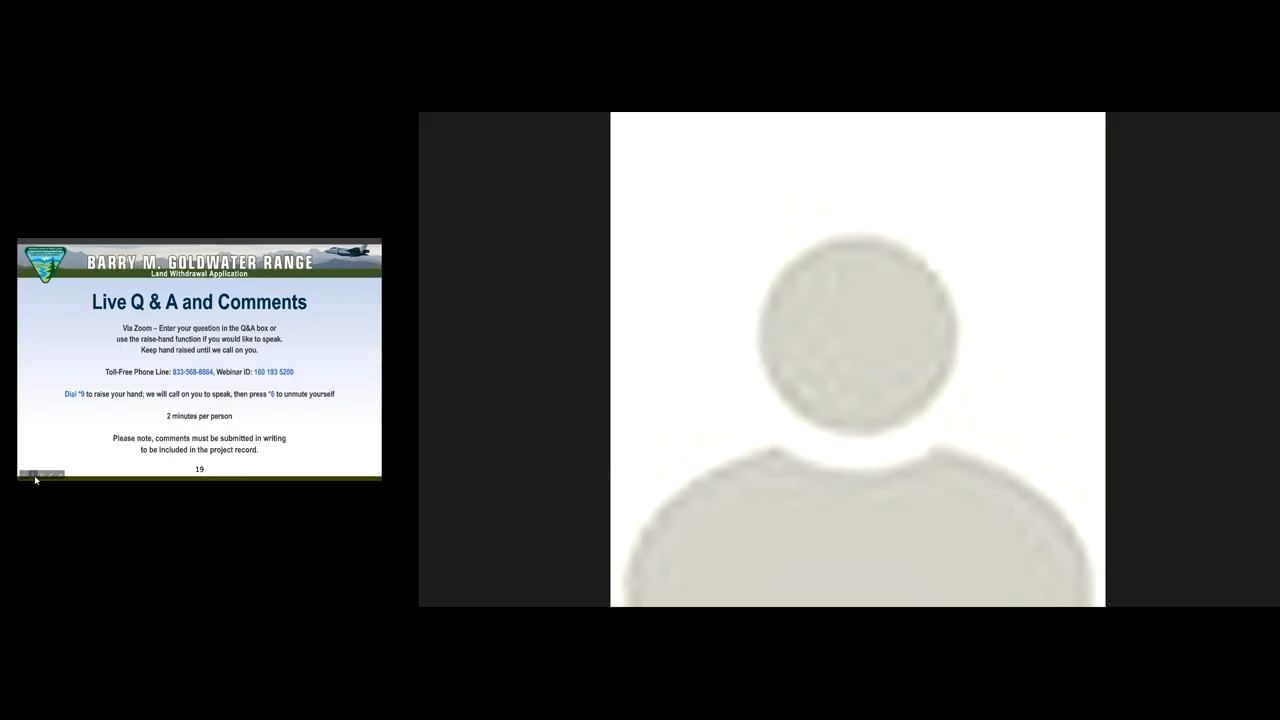 BARRY M. GOLDWATER RANGE
Land Withdrawal Application
Live Q & A and Comments
Via Zoom – Enter your question in the Q&A box or
use the raise-hand function if you would like to speak.
Keep hand raised until we call on you.
Toll-Free Phone Line: 833-568-8864, Webinar ID: 160 193 5200
Dial *9 to raise your hand; we will call on you to speak, then press *6 to unmute yourself
2 minutes per person
Please note, comments must be submitted in writing
to be included in the project record.
19